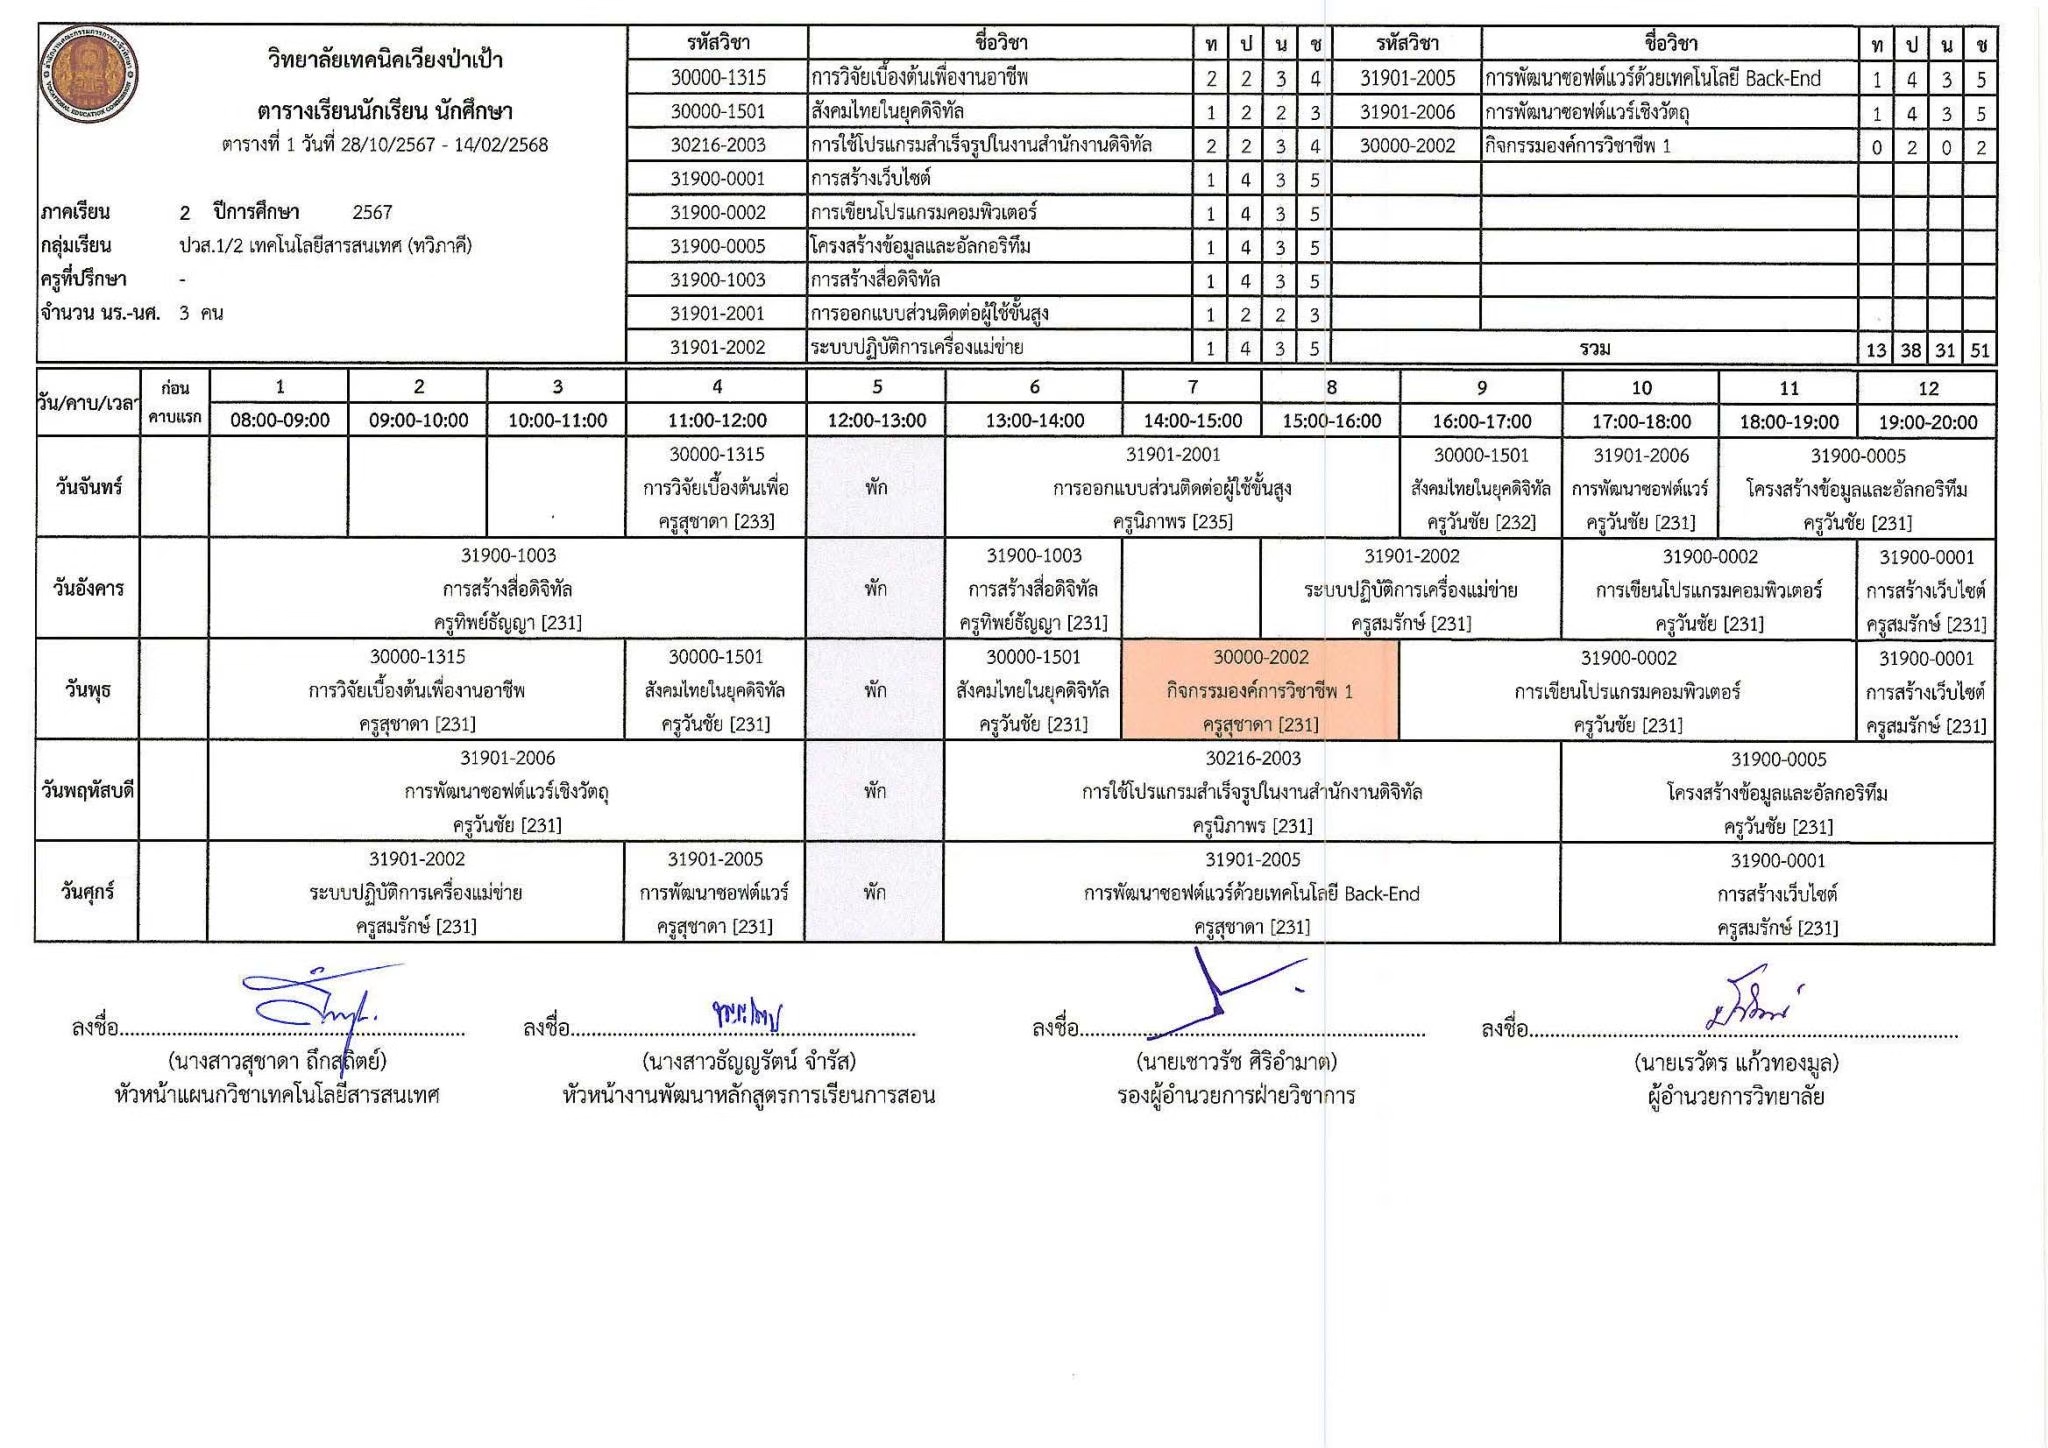 วิทยาลัยเทคนิคเวียงป่าเป้า
ตารางเรียนนักเรียน นักศึกษา
ตารางที่ 1 วันที่ 28/10/2567 - 14/02/2568
ภาคเรียน 2 ปีการศึกษา 2567
กลุ่มเรียน ปวส.1/2 เทคโนโลยีสารสนเทศ (ทวิภาคี)
ครูที่ปรึกษา -
จำนวน นร.-นศ. 3 คน
รหัสวิชา ชื่อวิชา ท ป น ช รหัสวิชา ชื่อวิชา ท ป น ช
30000-1315 การวิจัยเบื้องต้นเพื่องานอาชีพ 2 2 3 4 31901-2005 การพัฒนาซอฟต์แวร์ด้วยเทคโนโลยี Back-End 1 4 3 5
30000-1501 สังคมไทยในยุคดิจิทัล 1 2 2 3 31901-2006 การพัฒนาซอฟต์แวร์เชิงวัตถุ 1 4 3 5
30216-2003 การใช้โปรแกรมสำเร็จรูปในงานสำนักงานดิจิทัล 2 2 3 4 30000-2002 กิจกรรมองค์การวิชาชีพ 1 0 2 0 2
31900-0001 การสร้างเว็บไซต์ 1 4 3 5
31900-0002 การเขียนโปรแกรมคอมพิวเตอร์ 1 4 3 5
31900-0005 โครงสร้างข้อมูลและอัลกอริทึม 1 4 3 5
31900-1003 การสร้างสื่อดิจิทัล 1 4 3 5
31901-2001 การออกแบบส่วนติดต่อผู้ใช้ขั้นสูง 1 2 2 3
31901-2002 ระบบปฏิบัติการเครื่องแม่ข่าย 1 4 3 5 รวม 13 38 31 51
วัน/คาบ/เวลา ก่อน 1 2 3 4 5 6 7 8 9 10 11 12
คาบแรก 08:00-09:00 09:00-10:00 10:00-11:00 11:00-12:00 12:00-13:00 13:00-14:00 14:00-15:00 15:00-16:00 16:00-17:00 17:00-18:00 18:00-19:00 19:00-20:00
30000-1315 31901-2001 30000-1501 31901-2006 31900-0005
วันจันทร์ การวิจัยเบื้องต้นเพื่อ พัก การออกแบบส่วนติดต่อผู้ใช้ขั้นสูง สังคมไทยในยุคดิจิทัล การพัฒนาซอฟต์แวร์ โครงสร้างข้อมูลและอัลกอริทึม
ครูสุชาดา [233] ครูนิภาพร [235] ครูวันชัย [232] ครูวันชัย [231] ครูวันชัย [231]
31900-1003 31900-1003 31901-2002 31900-0002 31900-0001
วันอังคาร การสร้างสื่อดิจิทัล พัก การสร้างสื่อดิจิทัล ระบบปฏิบัติการเครื่องแม่ข่าย การเขียนโปรแกรมคอมพิวเตอร์ การสร้างเว็บไซต์
ครูทิพย์ธัญญา [231] ครูทิพย์ธัญญา [231] ครูสมรักษ์ [231] ครูวันชัย [231] ครูสมรักษ์ [231]
30000-1315 30000-1501 30000-1501 30000-2002 31900-0002 31900-0001
วันพุธ การวิจัยเบื้องต้นเพื่องานอาชีพ สังคมไทยในยุคดิจิทัล พัก สังคมไทยในยุคดิจิทัล กิจกรรมองค์การวิชาชีพ 1 การเขียนโปรแกรมคอมพิวเตอร์ การสร้างเว็บไซต์
ครูสุชาดา [231] ครูวันชัย [231] ครูวันชัย [231] ครูสุชาดา [231] ครูวันชัย [231] ครูสมรักษ์ [231]
31901-2006 30216-2003 31900-0005
วันพฤหัสบดี การพัฒนาซอฟต์แวร์เชิงวัตถุ พัก การใช้โปรแกรมสำเร็จรูปในงานสำนักงานดิจิทัล โครงสร้างข้อมูลและอัลกอริทึม
ครูวันชัย [231] ครูนิภาพร [231] ครูวันชัย [231]
31901-2002 31901-2005 31901-2005 31900-0001
วันศุกร์ ระบบปฏิบัติการเครื่องแม่ข่าย การพัฒนาซอฟต์แวร์ พัก การพัฒนาซอฟต์แวร์ด้วยเทคโนโลยี Back-End การสร้างเว็บไซต์
ครูสมรักษ์ [231] ครูสุชาดา [231] ครูสุชาดา [231] ครูสมรักษ์ [231]
ลงชื่อ ลงชื่อ ลงชื่อ ลงชื่อ
(นางสาวสุชาดา ถึกสถิตย์) (นางสาวธัญญรัตน์ จำรัส) (นายเชาวรัช ศิริอำมาต) (นายเรวัตร แก้วทองมูล)
หัวหน้าแผนกวิชาเทคโนโลยีสารสนเทศ หัวหน้างานพัฒนาหลักสูตรการเรียนการสอน รองผู้อำนวยการฝ่ายวิชาการ ผู้อำนวยการวิทยาลัย